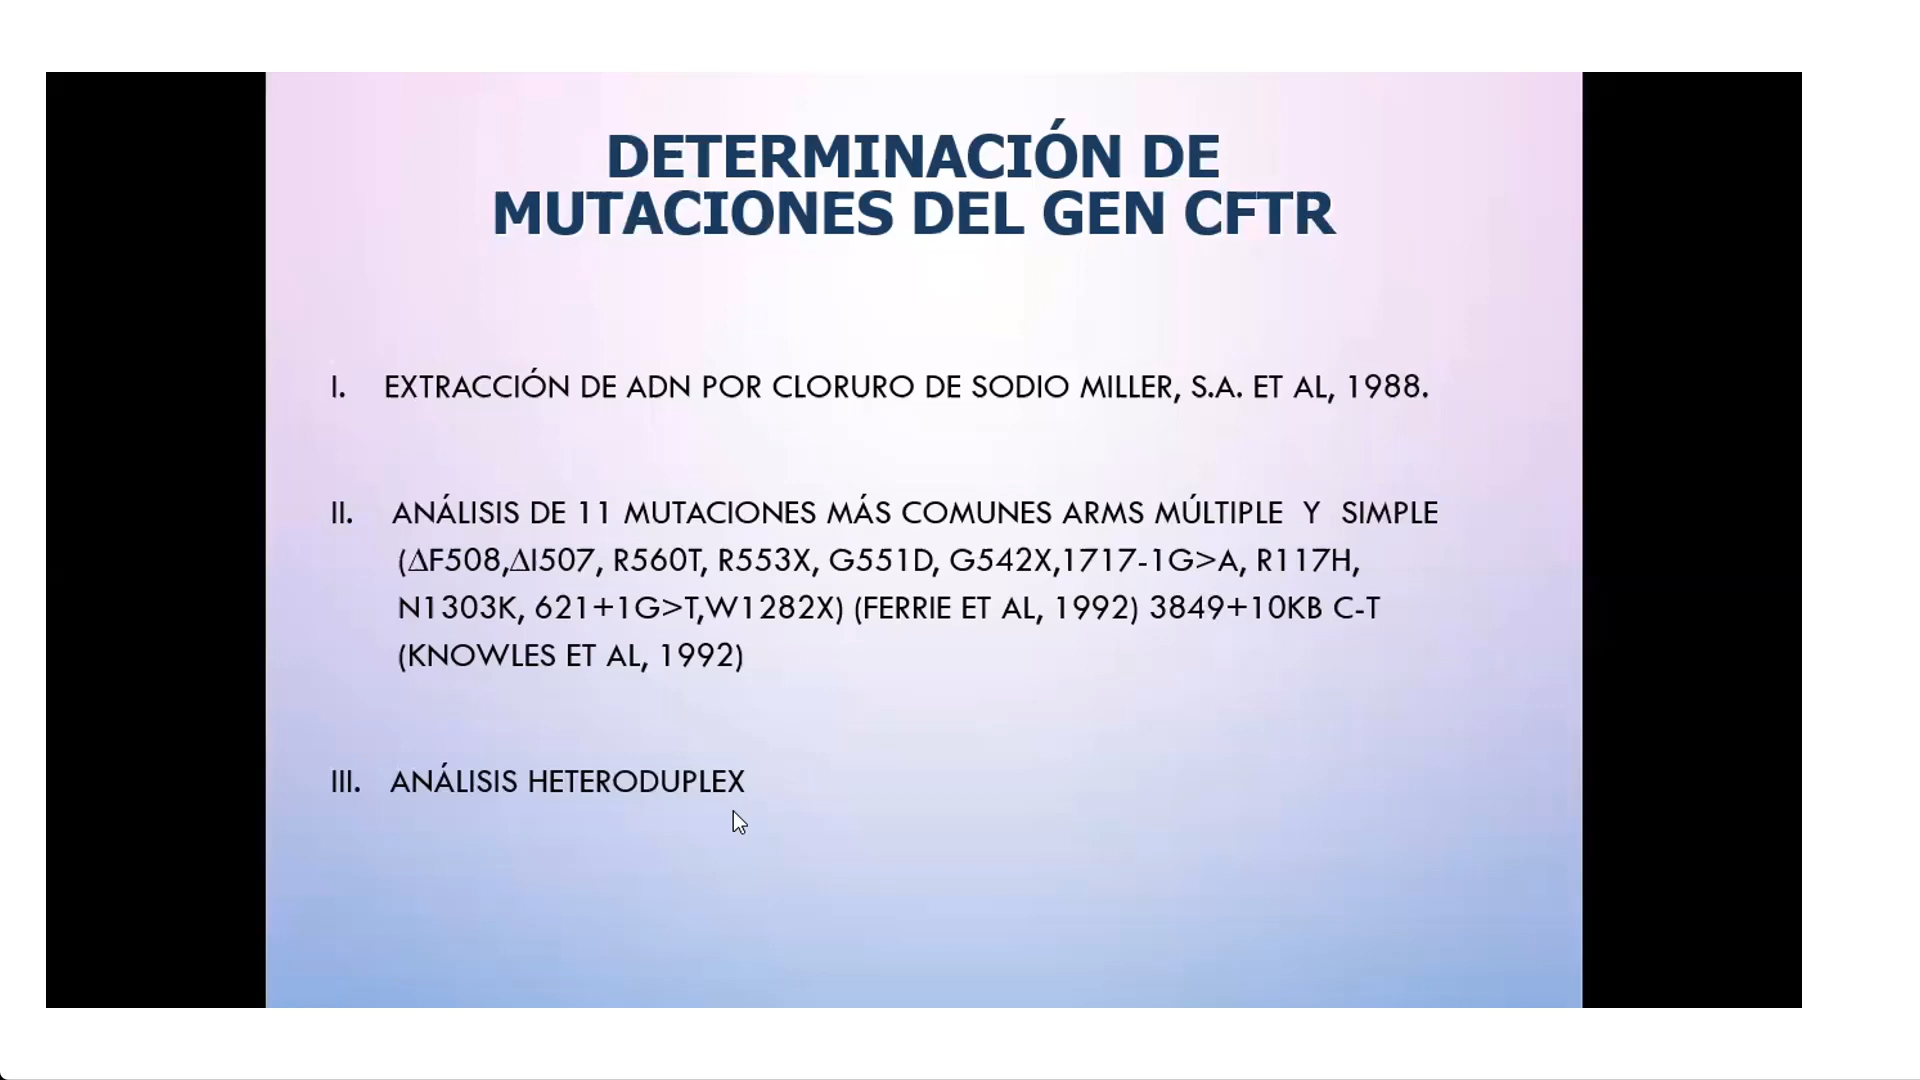 DETERMINACIÓN DE
MUTACIONES DEL GEN CFTR
I. EXTRACCIÓN DE ADN POR CLORURO DE SODIO MILLER, S.A. ET AL, 1988.
II. ANÁLISIS DE 11 MUTACIONES MÁS COMUNES ARMS MÚLTIPLE Y SIMPLE
(∆F508,∆I507, R560T, R553X, G551D, G542X,1717-1G>A, R117H,
N1303K, 621+1G>T,W1282X) (FERRIE ET AL, 1992) 3849+10KB C-T
(KNOWLES ET AL, 1992)
III. ANÁLISIS HETERODUPLEX